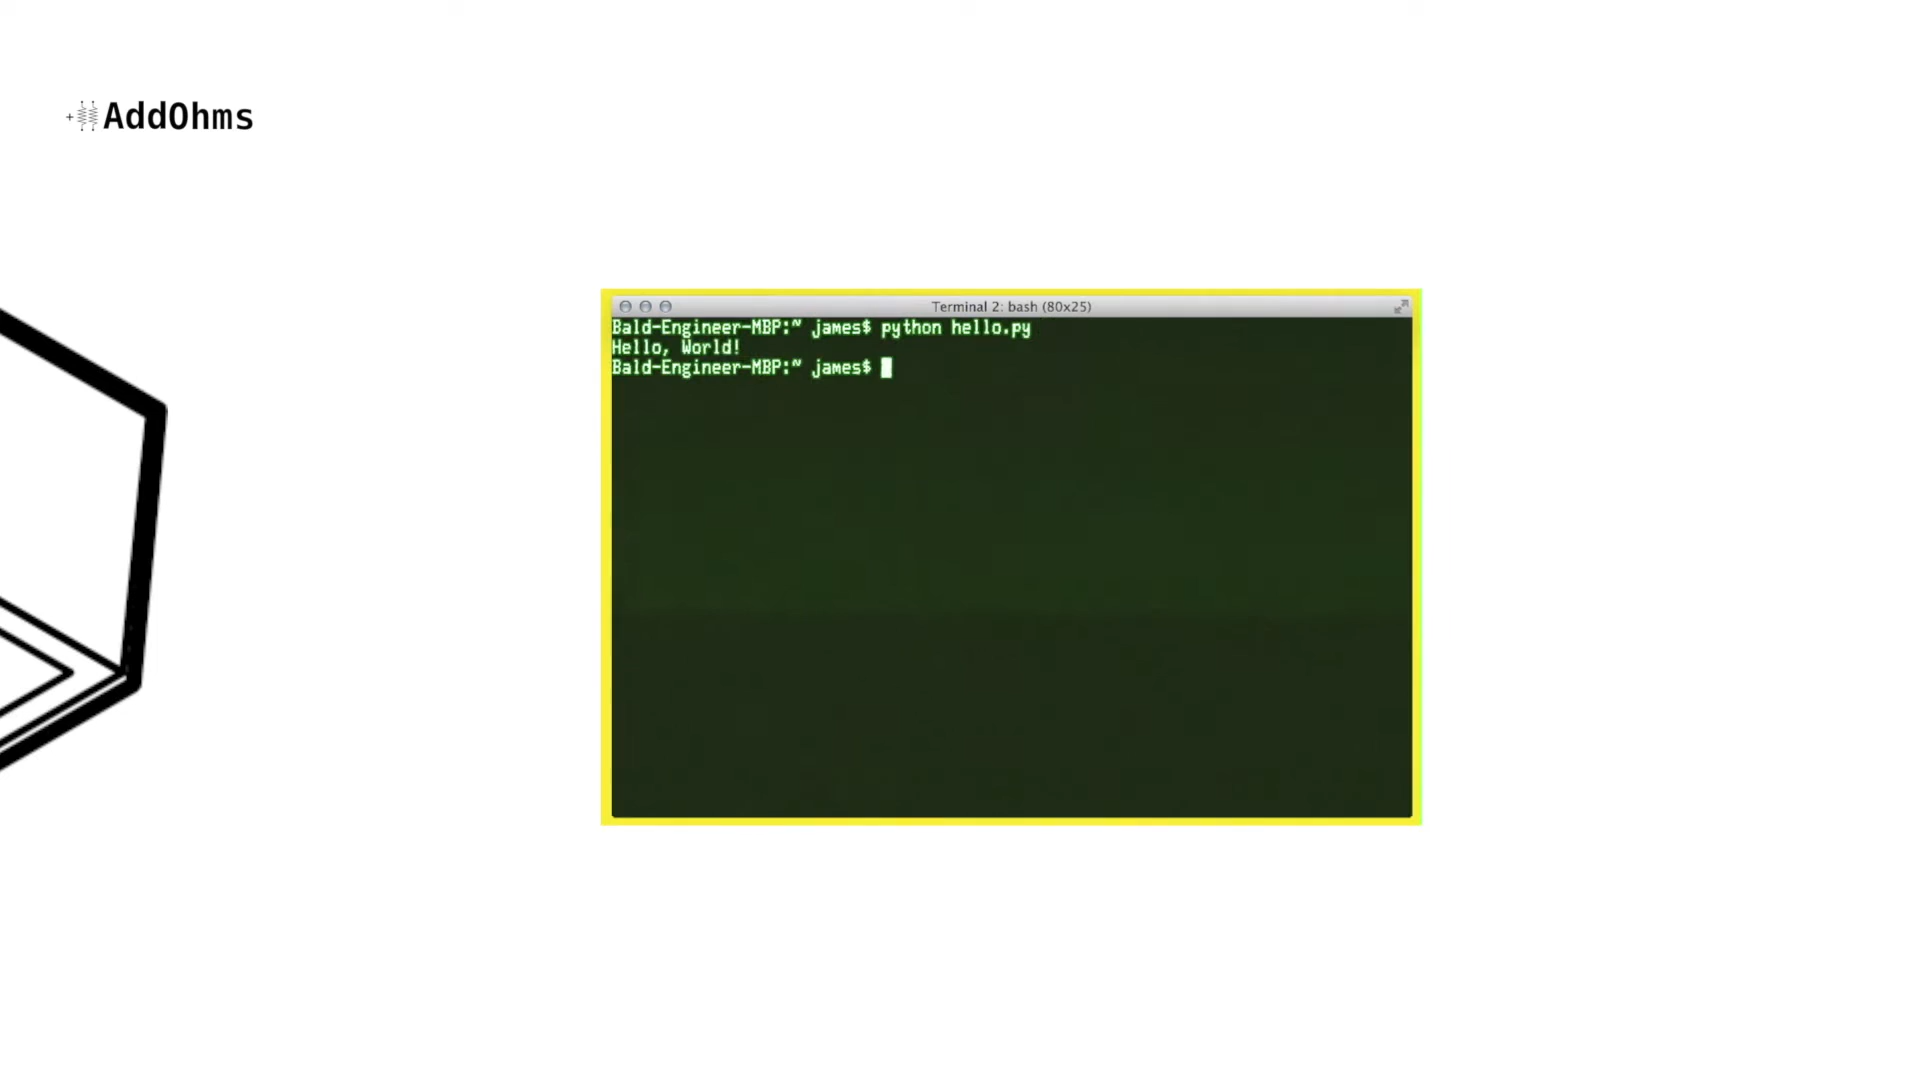 +AddOhms
Terminal 2: bash (80x25)
Bald-Engineer-MBP:~ james$ python hello.py
Hello, World!
Bald-Engineer-MBP:~ james$